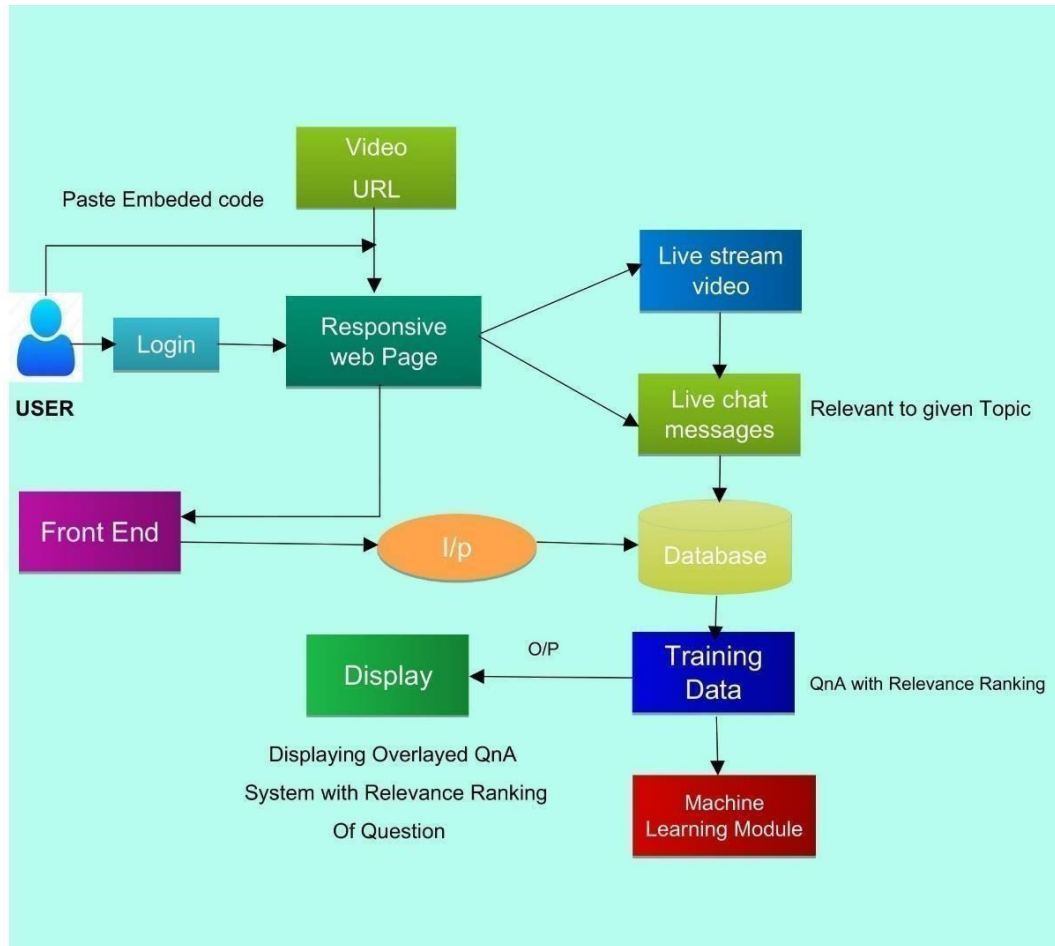 Video
URL
Paste Embeded code
Live stream
video
Login
Responsive
web Page
USER
Live chat
messages
Relevant to given Topic
Front End
I/p
Database
O/P
Display
Training
Data
QnA with Relevance Ranking
Displaying Overlayed QnA
System with Relevance Ranking
Of Question
Machine
Learning Module